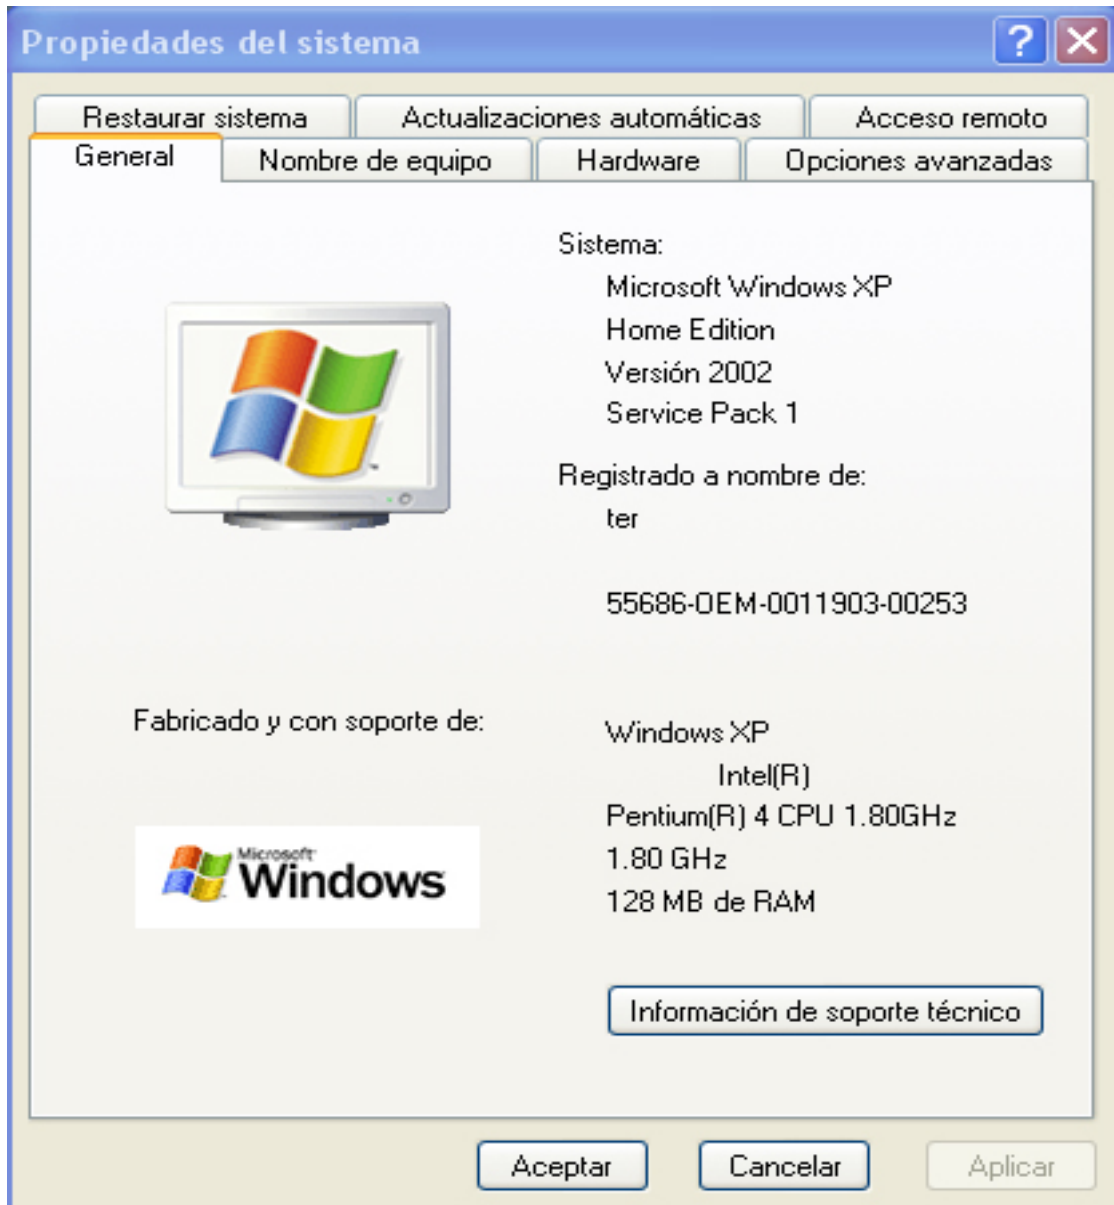 Propiedades del sistema
Restaurar sistema
Actualizaciones automáticas
Acceso remoto
General
Nombre de equipo
Hardware
Opciones avanzadas
Sistema:
Microsoft Windows XP
Home Edition
Versión 2002
Service Pack 1
Registrado a nombre de:
ter
55686-OEM-0011903-00253
Fabricado y con soporte de:
Microsoft
Windows
Windows XP
Intel(R)
Pentium(R) 4 CPU 1.80GHz
1.80 GHz
128 MB de RAM
Información de soporte técnico
Aceptar
Cancelar
Aplicar